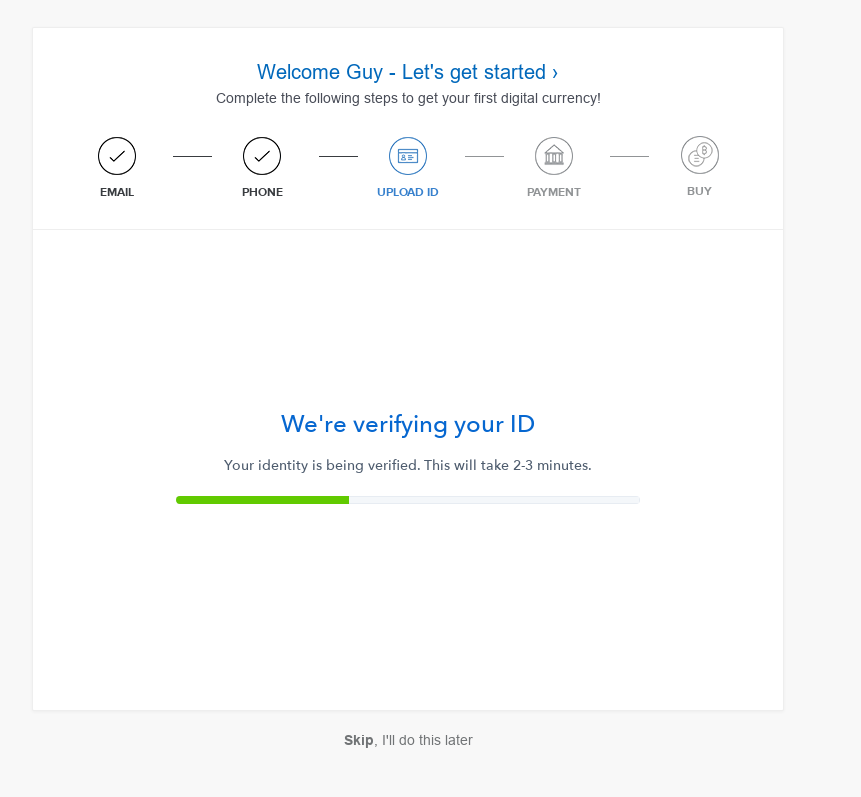 Welcome Guy - Let's get started ›
Complete the following steps to get your first digital currency!
EMAIL PHONE UPLOAD ID PAYMENT BUY
We're verifying your ID
Your identity is being verified. This will take 2-3 minutes.
Skip, I'll do this later